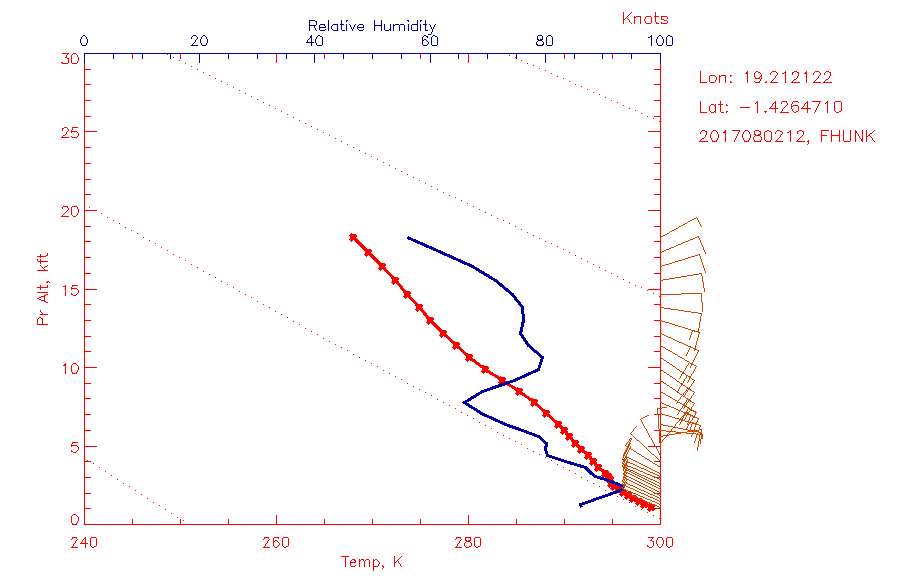 Knots
Relative Humidity
0 20 40 60 80 100
30
25
20
15
10
5
0
Pr Alt, kft
240 260 280 300
Temp, K
Lon: 19.212122
Lat: −1.4264710
2017080212, FHUNK